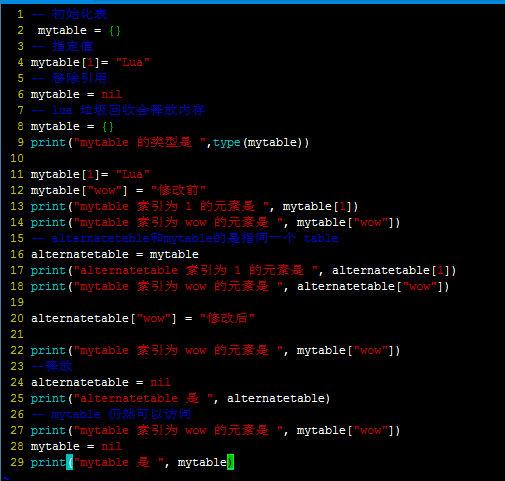 1 -- 初始化表
2  mytable = {}
3 -- 指定值
4 mytable[1]= "Lua"
5 -- 移除引用
6 mytable = nil
7 -- lua 垃圾回收会释放内存
8 mytable = {}
9 print("mytable 的类型是 ",type(mytable))
10
11 mytable[1]= "Lua"
12 mytable["wow"] = "修改前"
13 print("mytable 索引为 1 的元素是 ", mytable[1])
14 print("mytable 索引为 wow 的元素是 ", mytable["wow"])
15 -- alternatetable和mytable的是指同一个 table
16 alternatetable = mytable
17 print("alternatetable 索引为 1 的元素是 ", alternatetable[1])
18 print("mytable 索引为 wow 的元素是 ", alternatetable["wow"])
19
20 alternatetable["wow"] = "修改后"
21
22 print("mytable 索引为 wow 的元素是 ", mytable["wow"])
23 --释放
24 alternatetable = nil
25 print("alternatetable 是 ", alternatetable)
26 -- mytable 仍然可以访问
27 print("mytable 索引为 wow 的元素是 ", mytable["wow"])
28 mytable = nil
29 print("mytable 是 ", mytable)
~